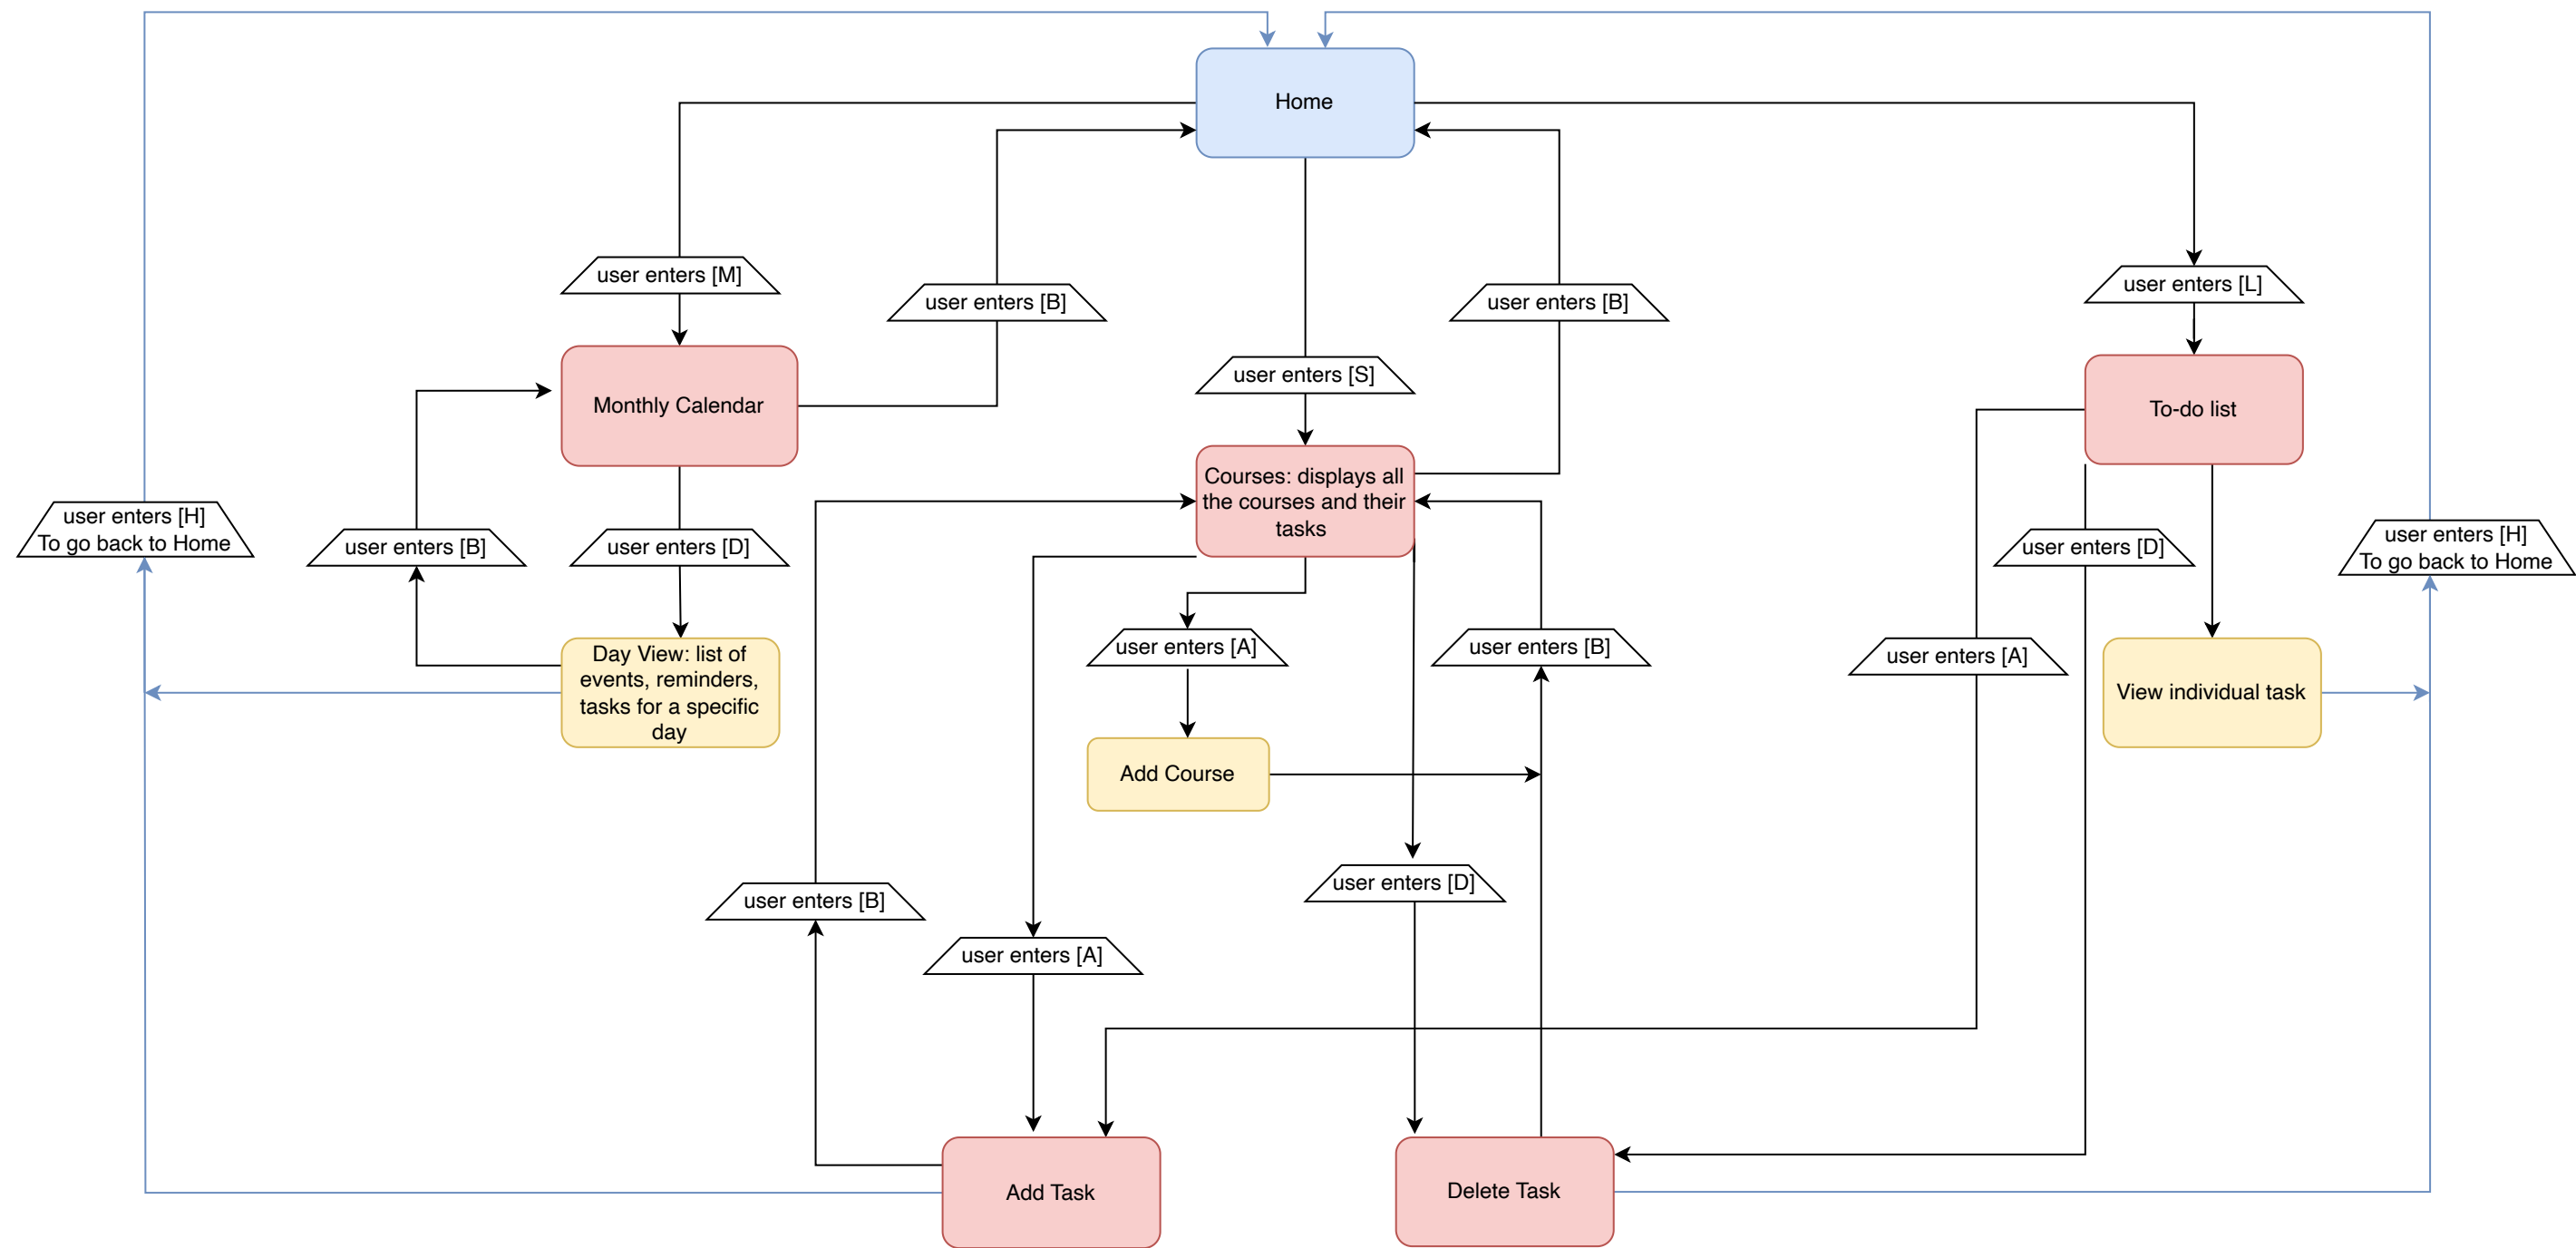 Home
user enters [M]
user enters [B]
user enters [B]
user enters [L]
user enters [S]
Monthly Calendar
To-do list
Courses: displays all
the courses and their
tasks
user enters [H]
To go back to Home
user enters [B]
user enters [D]
user enters [D]
user enters [H]
To go back to Home
Day View: list of
events, reminders,
tasks for a specific
day
user enters [A]
user enters [B]
user enters [A]
View individual task
Add Course
user enters [B]
user enters [D]
user enters [A]
Add Task
Delete Task